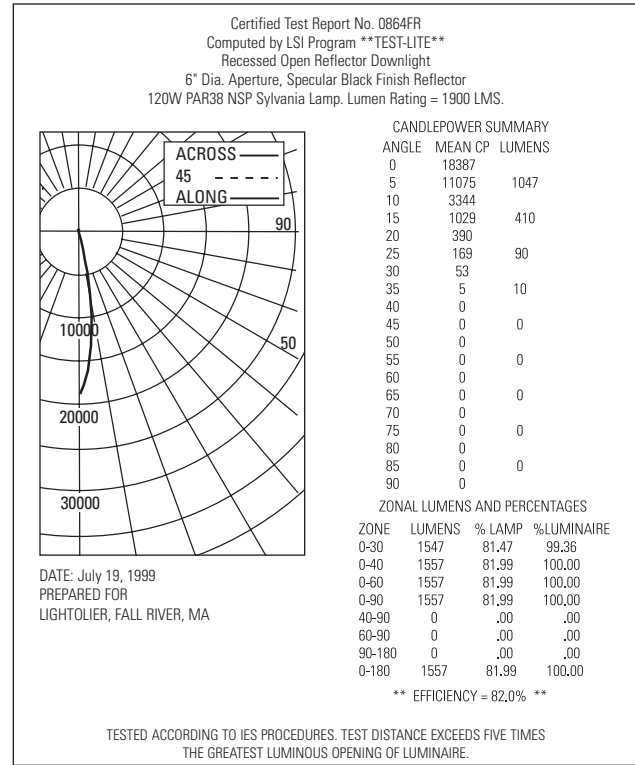 Certified Test Report No. 0864FR
Computed by LSI Program **TEST-LITE**
Recessed Open Reflector Downlight
6" Dia. Aperture, Specular Black Finish Reflector
120W PAR38 NSP Sylvania Lamp. Lumen Rating = 1900 LMS.
ACROSS
45
ALONG
90
50
10000
20000
30000
DATE: July 19, 1999
PREPARED FOR
LIGHTOLIER, FALL RIVER, MA
CANDLEPOWER SUMMARY
ANGLE MEAN CP LUMENS
0 18387
5 11075 1047
10 3344
15 1029 410
20 390
25 169 90
30 53
35 5 10
40 0
45 0 0
50 0
55 0 0
60 0
65 0 0
70 0
75 0 0
80 0
85 0 0
90 0
ZONAL LUMENS AND PERCENTAGES
ZONE LUMENS % LAMP %LUMINAIRE
0-30 1547 81.47 99.36
0-40 1557 81.99 100.00
0-60 1557 81.99 100.00
0-90 1557 81.99 100.00
40-90 0 .00 .00
60-90 0 .00 .00
90-180 0 .00 .00
0-180 1557 81.99 100.00
** EFFICIENCY = 82.0% **
TESTED ACCORDING TO IES PROCEDURES. TEST DISTANCE EXCEEDS FIVE TIMES
THE GREATEST LUMINOUS OPENING OF LUMINAIRE.